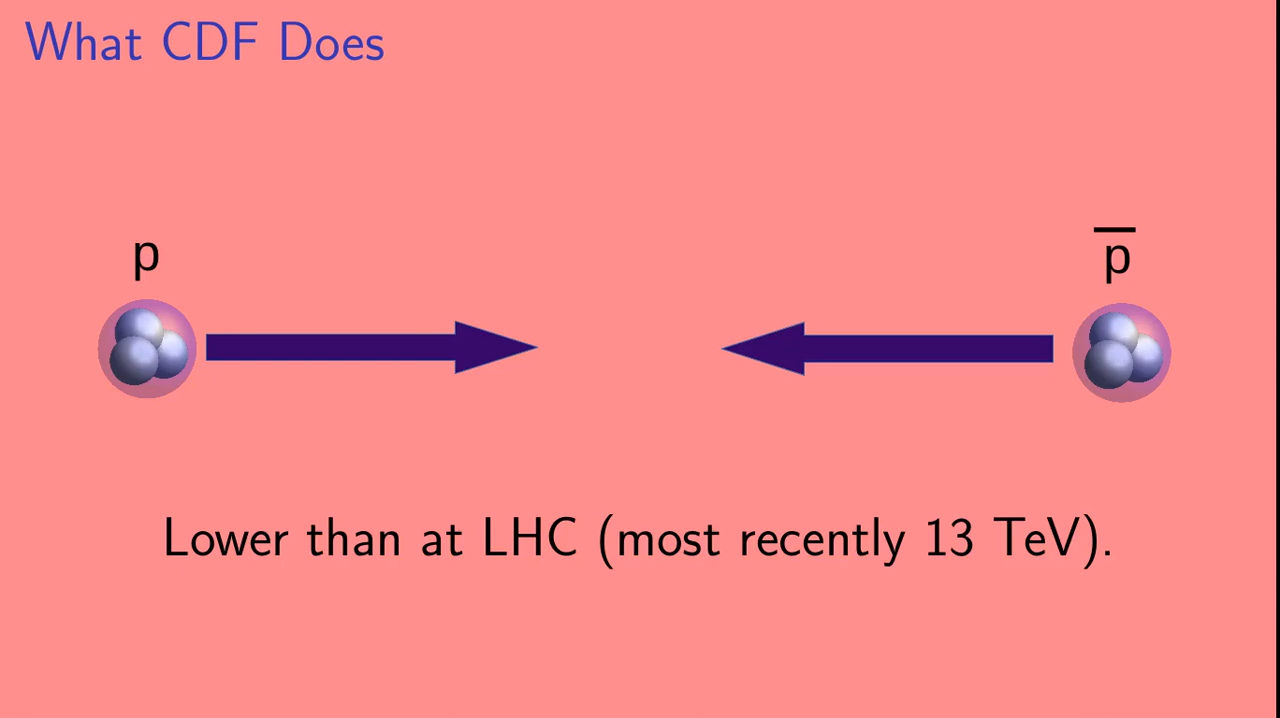 What CDF Does
p
p̅
Lower than at LHC (most recently 13 TeV).